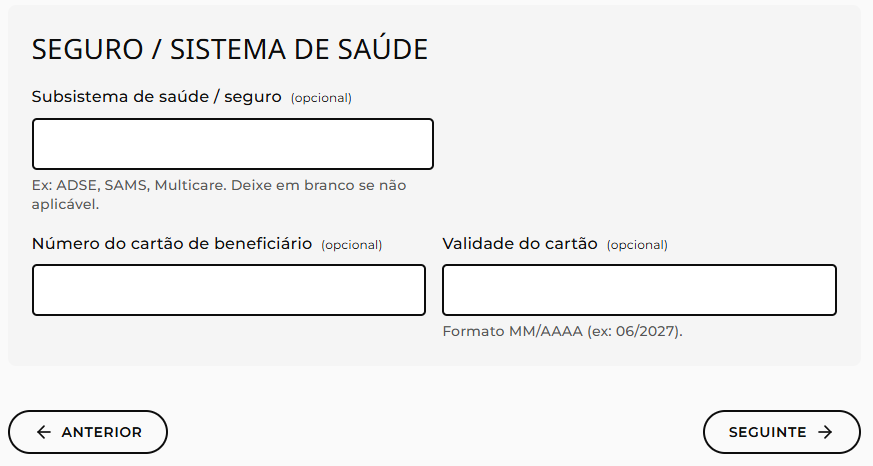 SEGURO / SISTEMA DE SAÚDE
Subsistema de saúde / seguro (opcional)
Ex: ADSE, SAMS, Multicare. Deixe em branco se não
aplicável.
Número do cartão de beneficiário (opcional)
Validade do cartão (opcional)
Formato MM/AAAA (ex: 06/2027).
← ANTERIOR
SEGUINTE →